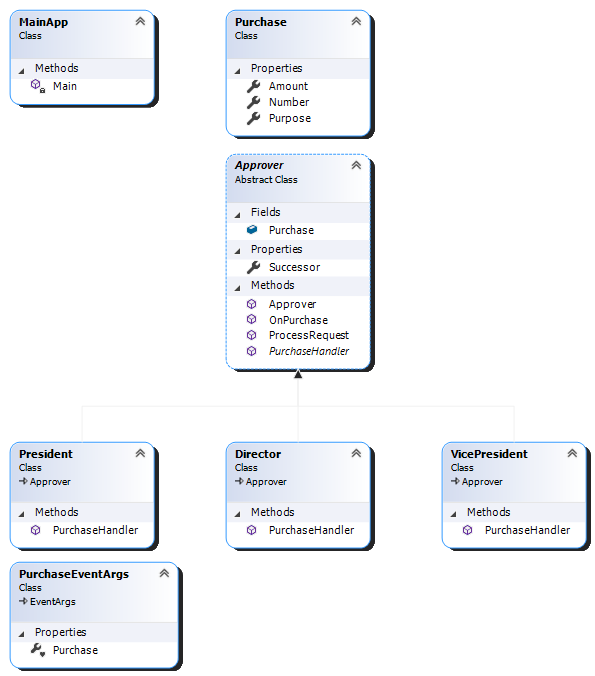 MainApp
Class
Methods
Main
Purchase
Class
Properties
Amount
Number
Purpose
Approver
Abstract Class
Fields
Purchase
Properties
Successor
Methods
Approver
OnPurchase
ProcessRequest
PurchaseHandler
President
Class
Approver
Methods
PurchaseHandler
Director
Class
Approver
Methods
PurchaseHandler
VicePresident
Class
Approver
Methods
PurchaseHandler
PurchaseEventArgs
Class
EventArgs
Properties
Purchase